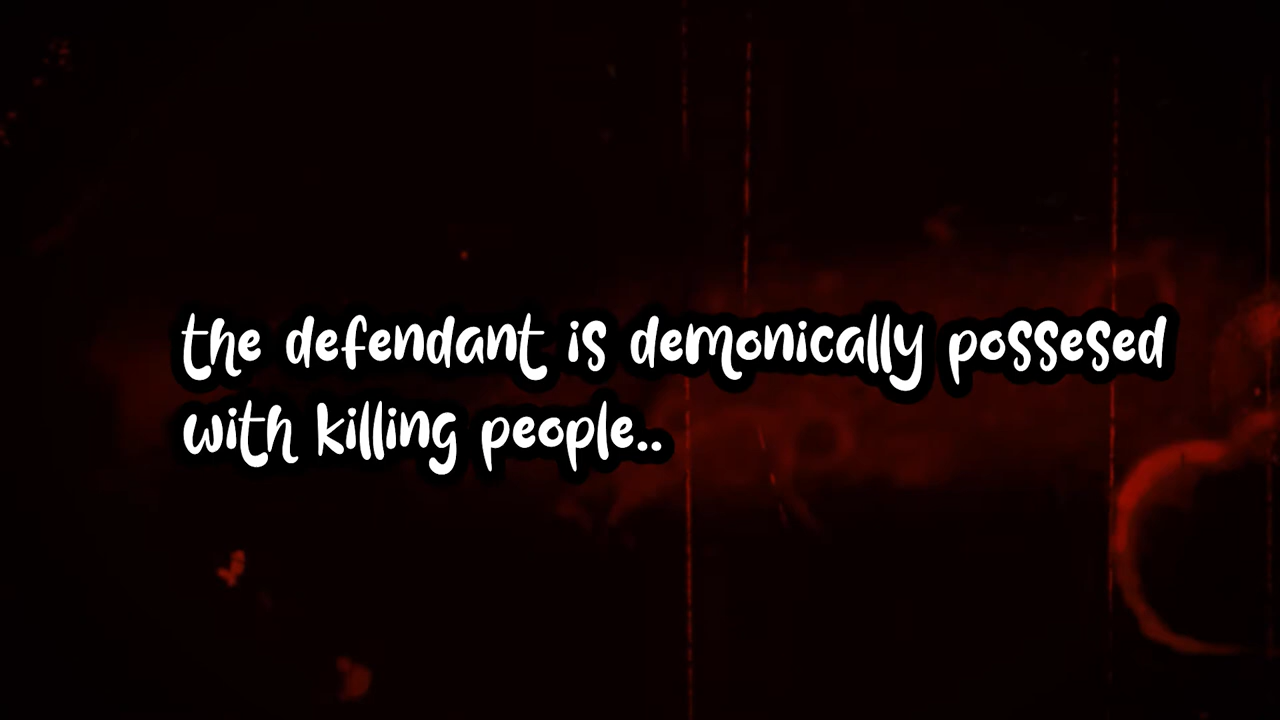 the defendant is demonically possesed
with killing people..